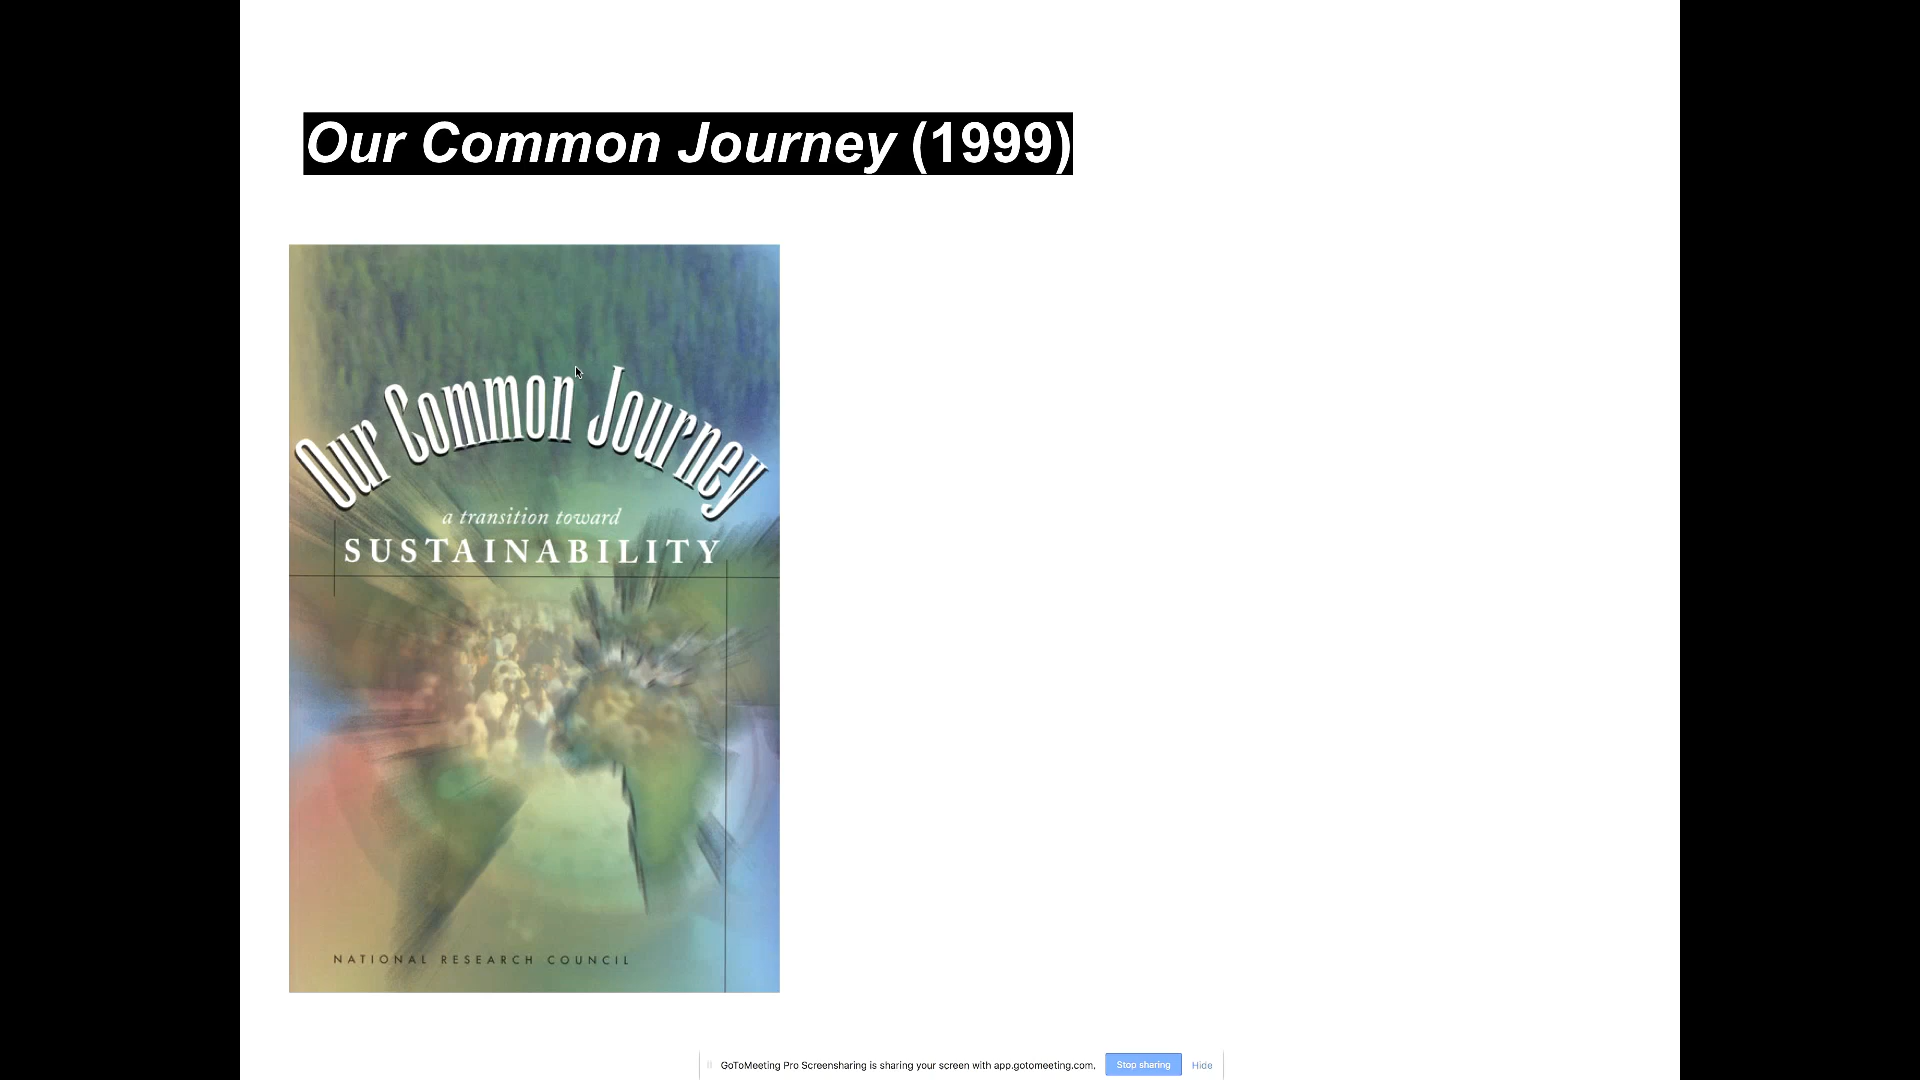 Our Common Journey (1999)
Our Common Journey
a transition toward
SUSTAINABILITY
NATIONAL RESEARCH COUNCIL
GoToMeeting Pro Screensharing is sharing your screen with app.gotomeeting.com.
Stop sharing
Hide